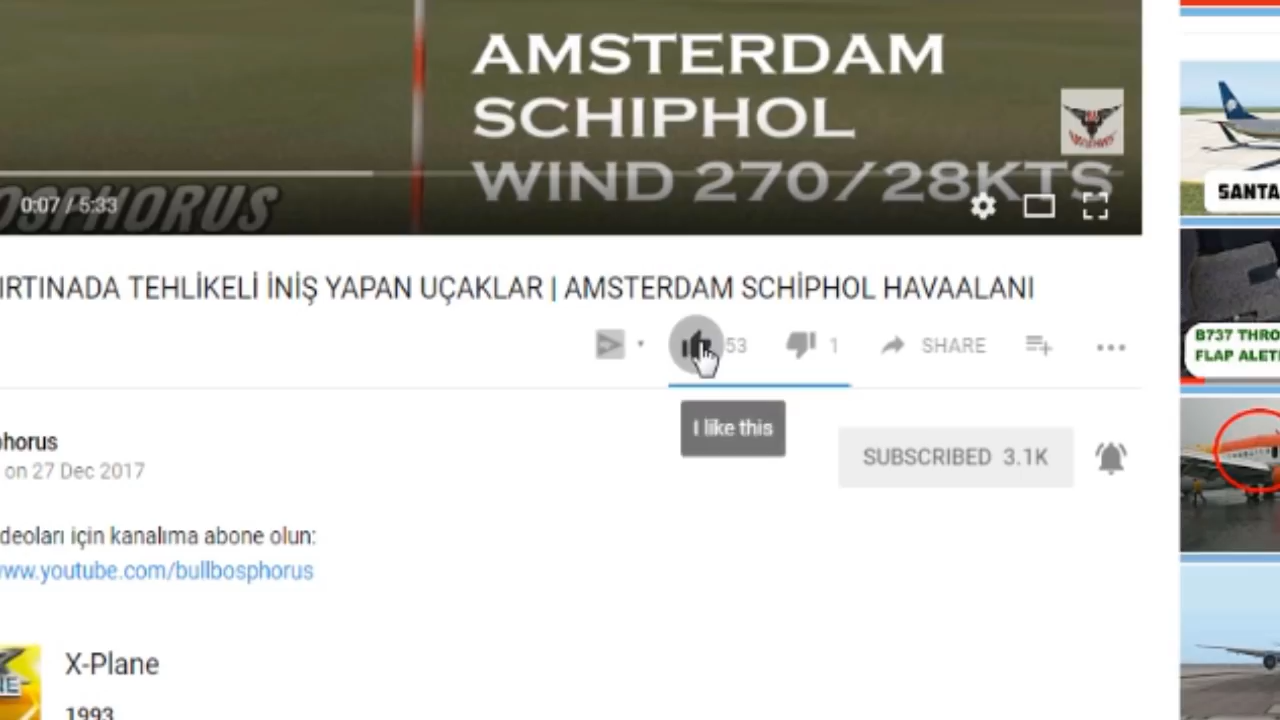 AMSTERDAM
SCHIPHOL
WIND 270/28KTS
OSPHORUS
0:07 / 5:33
IRTINADA TEHLİKELİ İNİŞ YAPAN UÇAKLAR | AMSTERDAM SCHİPHOL HAVAALANI
53 1 SHARE
I like this
phorus
on 27 Dec 2017
SUBSCRIBED 3.1K
deoları için kanalıma abone olun:
www.youtube.com/bullbosphorus
X-Plane
1993
SANTA
B737 THRO
FLAP ALETI